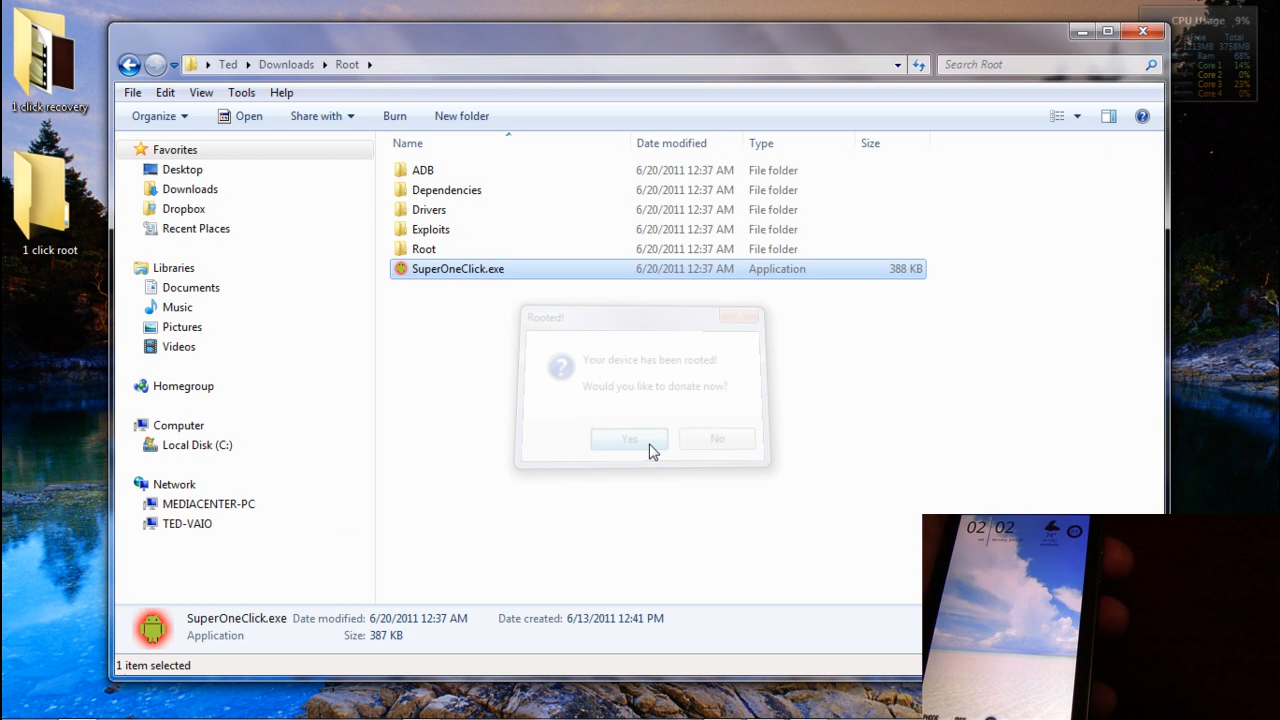 1 click recovery
1 click root
CPU Usage 9%
Free Total
1213MB 3758MB
Ram 68%
Core 1 14%
Core 2 0%
Core 3 23%
Core 4 0%
Ted Downloads Root
Search Root
File Edit View Tools Help
Organize Open Share with Burn New folder
Favorites
Desktop
Downloads
Dropbox
Recent Places
Libraries
Documents
Music
Pictures
Videos
Homegroup
Computer
Local Disk (C:)
Network
MEDIACENTER-PC
TED-VAIO
Name Date modified Type Size
ADB 6/20/2011 12:37 AM File folder
Dependencies 6/20/2011 12:37 AM File folder
Drivers 6/20/2011 12:37 AM File folder
Exploits 6/20/2011 12:37 AM File folder
Root 6/20/2011 12:37 AM File folder
SuperOneClick.exe 6/20/2011 12:37 AM Application 388 KB
Rooted!
Your device has been rooted!
Would you like to donate now?
Yes No
SuperOneClick.exe Date modified: 6/20/2011 12:37 AM Date created: 6/13/2011 12:41 PM
Application Size: 387 KB
1 item selected
02 02